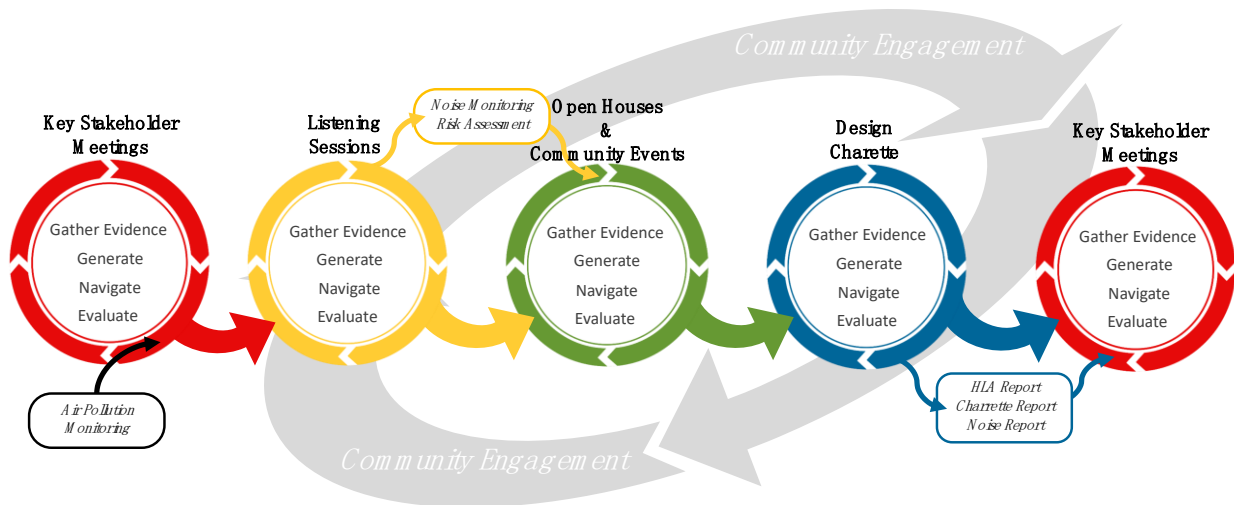 Community Engagement
Key Stakeholder
Meetings
Gather Evidence
Generate
Navigate
Evaluate
Air Pollution
Monitoring
Listening
Sessions
Gather Evidence
Generate
Navigate
Evaluate
Noise Monitoring
Risk Assessment
Open Houses
&
Community Events
Gather Evidence
Generate
Navigate
Evaluate
Design
Charette
Gather Evidence
Generate
Navigate
Evaluate
HIA Report
Charrette Report
Noise Report
Key Stakeholder
Meetings
Gather Evidence
Generate
Navigate
Evaluate
Community Engagement